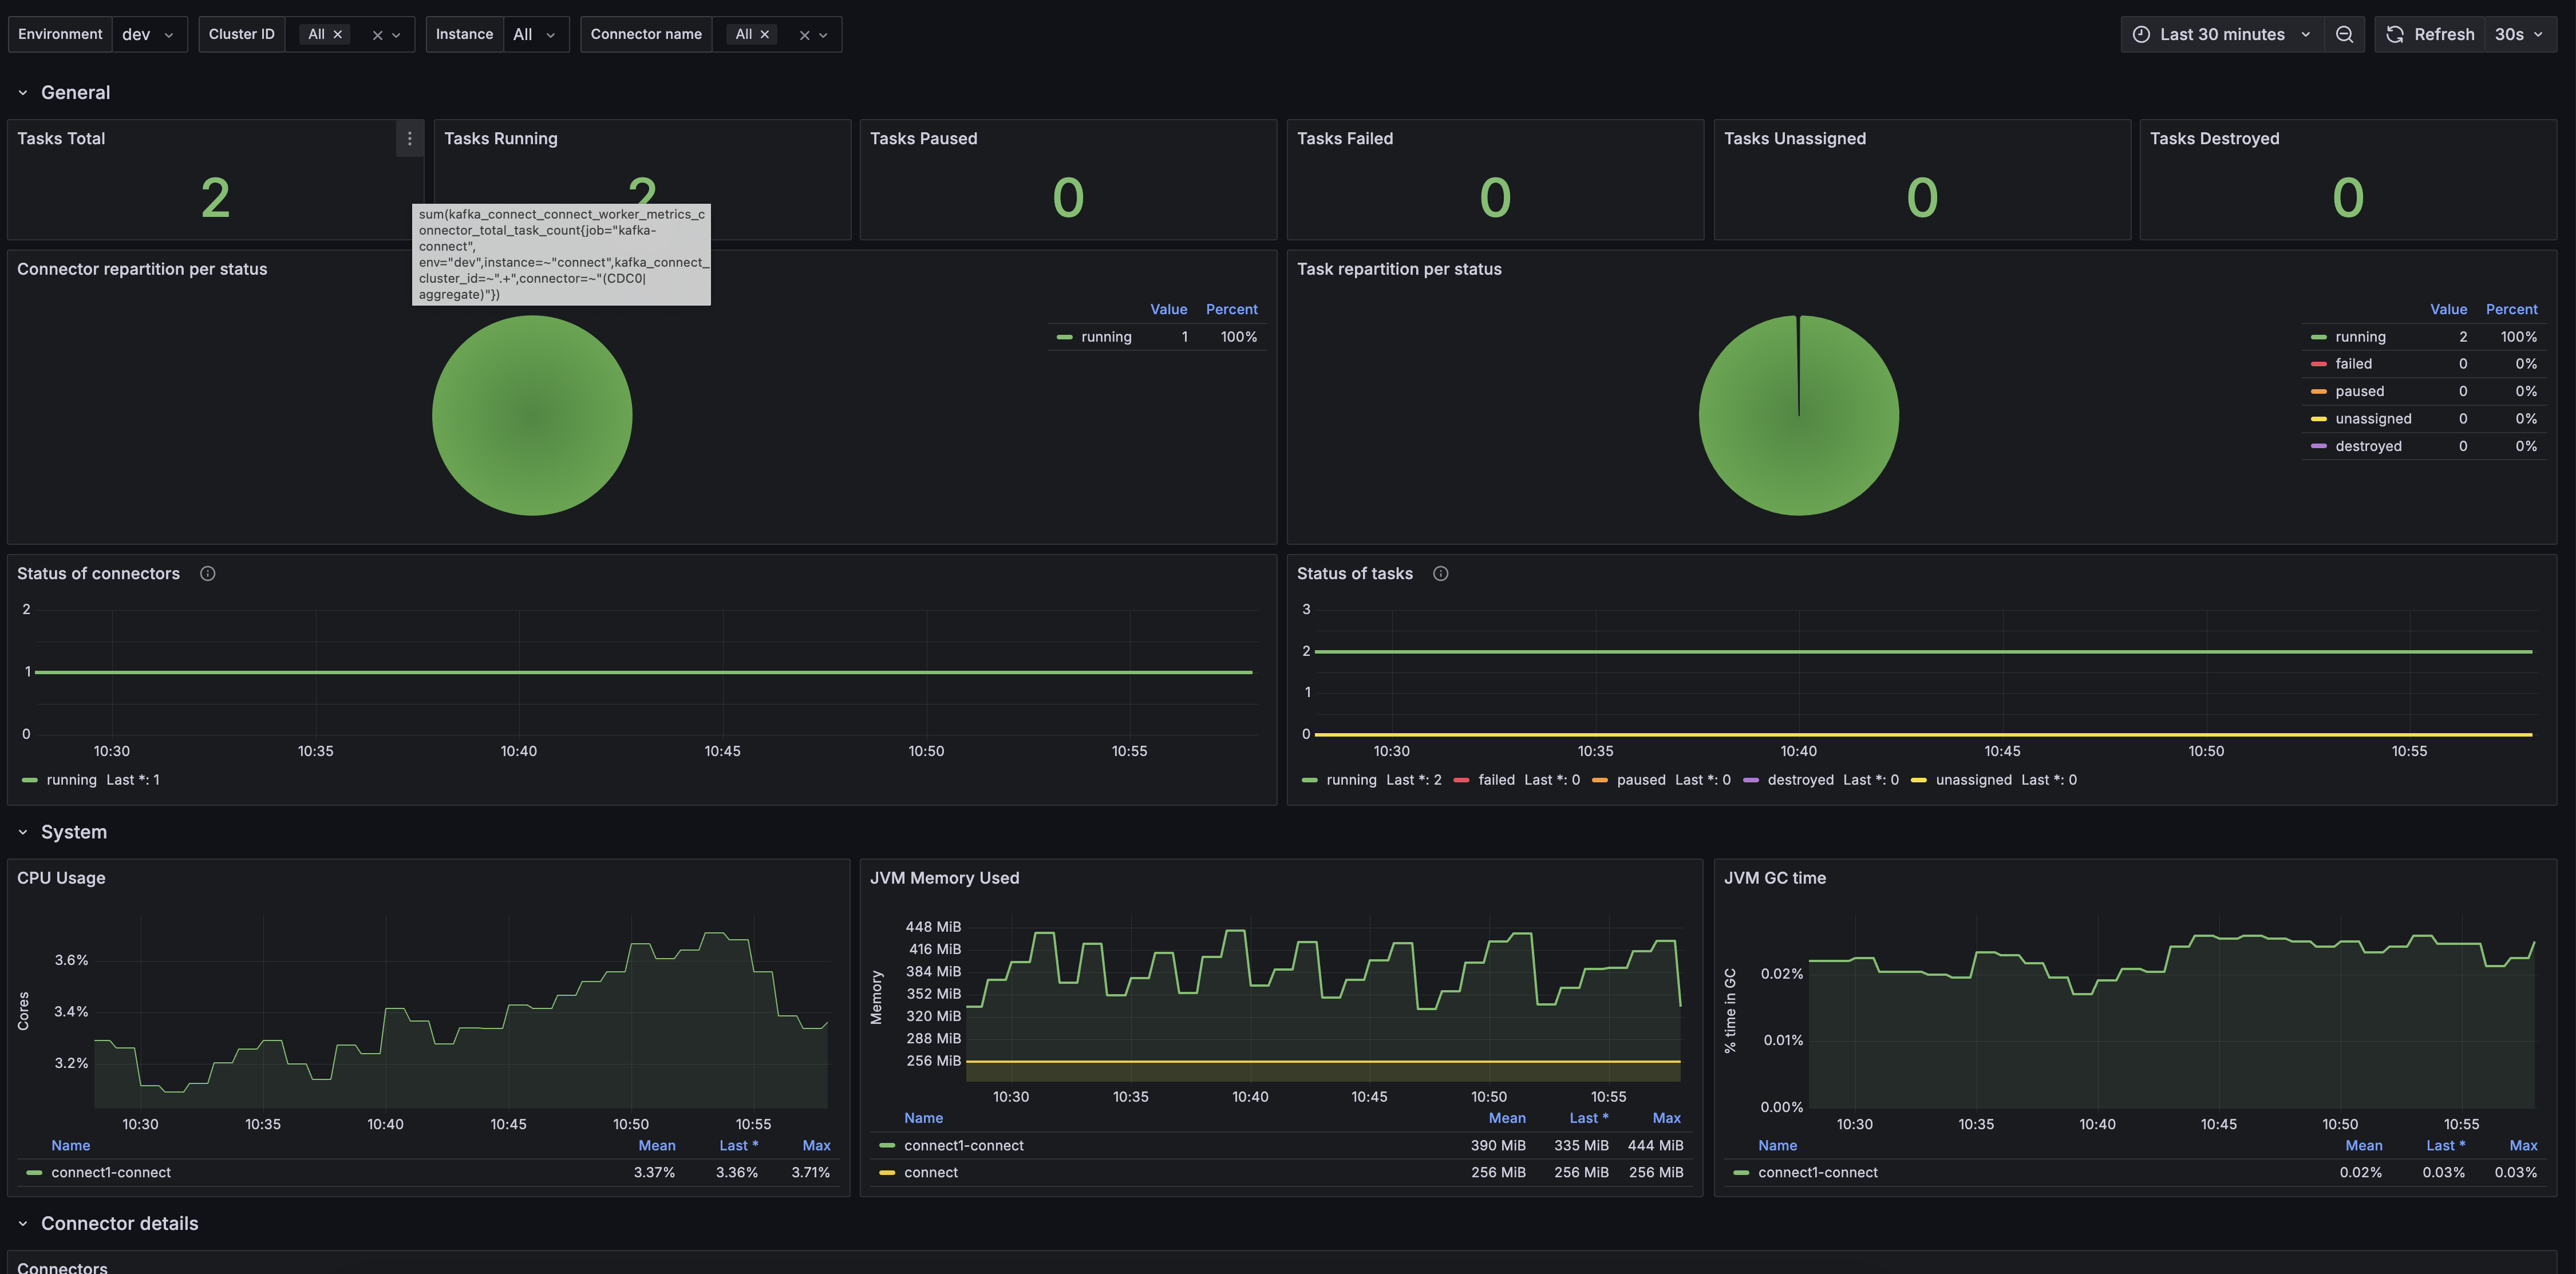 Environment dev Cluster ID All Instance All Connector name All Last 30 minutes Refresh 30s
General
Tasks Total
2
Tasks Running
2
Tasks Paused
0
Tasks Failed
0
Tasks Unassigned
0
Tasks Destroyed
0
sum(kafka_connect_connect_worker_metrics_c
onnector_total_task_count{job="kafka-
connect",
env="dev",instance=~"connect",kafka_connect_
cluster_id=~".+",connector=~"(CDC0|
aggregate)"})
Connector repartition per status
Value Percent
running 1 100%
Task repartition per status
Value Percent
running 2 100%
failed 0 0%
paused 0 0%
unassigned 0 0%
destroyed 0 0%
Status of connectors
2
1
0
10:30 10:35 10:40 10:45 10:50 10:55
running Last *: 1
Status of tasks
3
2
1
0
10:30 10:35 10:40 10:45 10:50 10:55
running Last *: 2 failed Last *: 0 paused Last *: 0 destroyed Last *: 0 unassigned Last *: 0
System
CPU Usage
Cores
3.6%
3.4%
3.2%
10:30 10:35 10:40 10:45 10:50 10:55
Name Mean Last * Max
connect1-connect 3.37% 3.36% 3.71%
JVM Memory Used
Memory
448 MiB
416 MiB
384 MiB
352 MiB
320 MiB
288 MiB
256 MiB
10:30 10:35 10:40 10:45 10:50 10:55
Name Mean Last * Max
connect1-connect 390 MiB 335 MiB 444 MiB
connect 256 MiB 256 MiB 256 MiB
JVM GC time
% time in GC
0.02%
0.01%
0.00%
10:30 10:35 10:40 10:45 10:50 10:55
Name Mean Last * Max
connect1-connect 0.02% 0.03% 0.03%
Connector details
Connectors